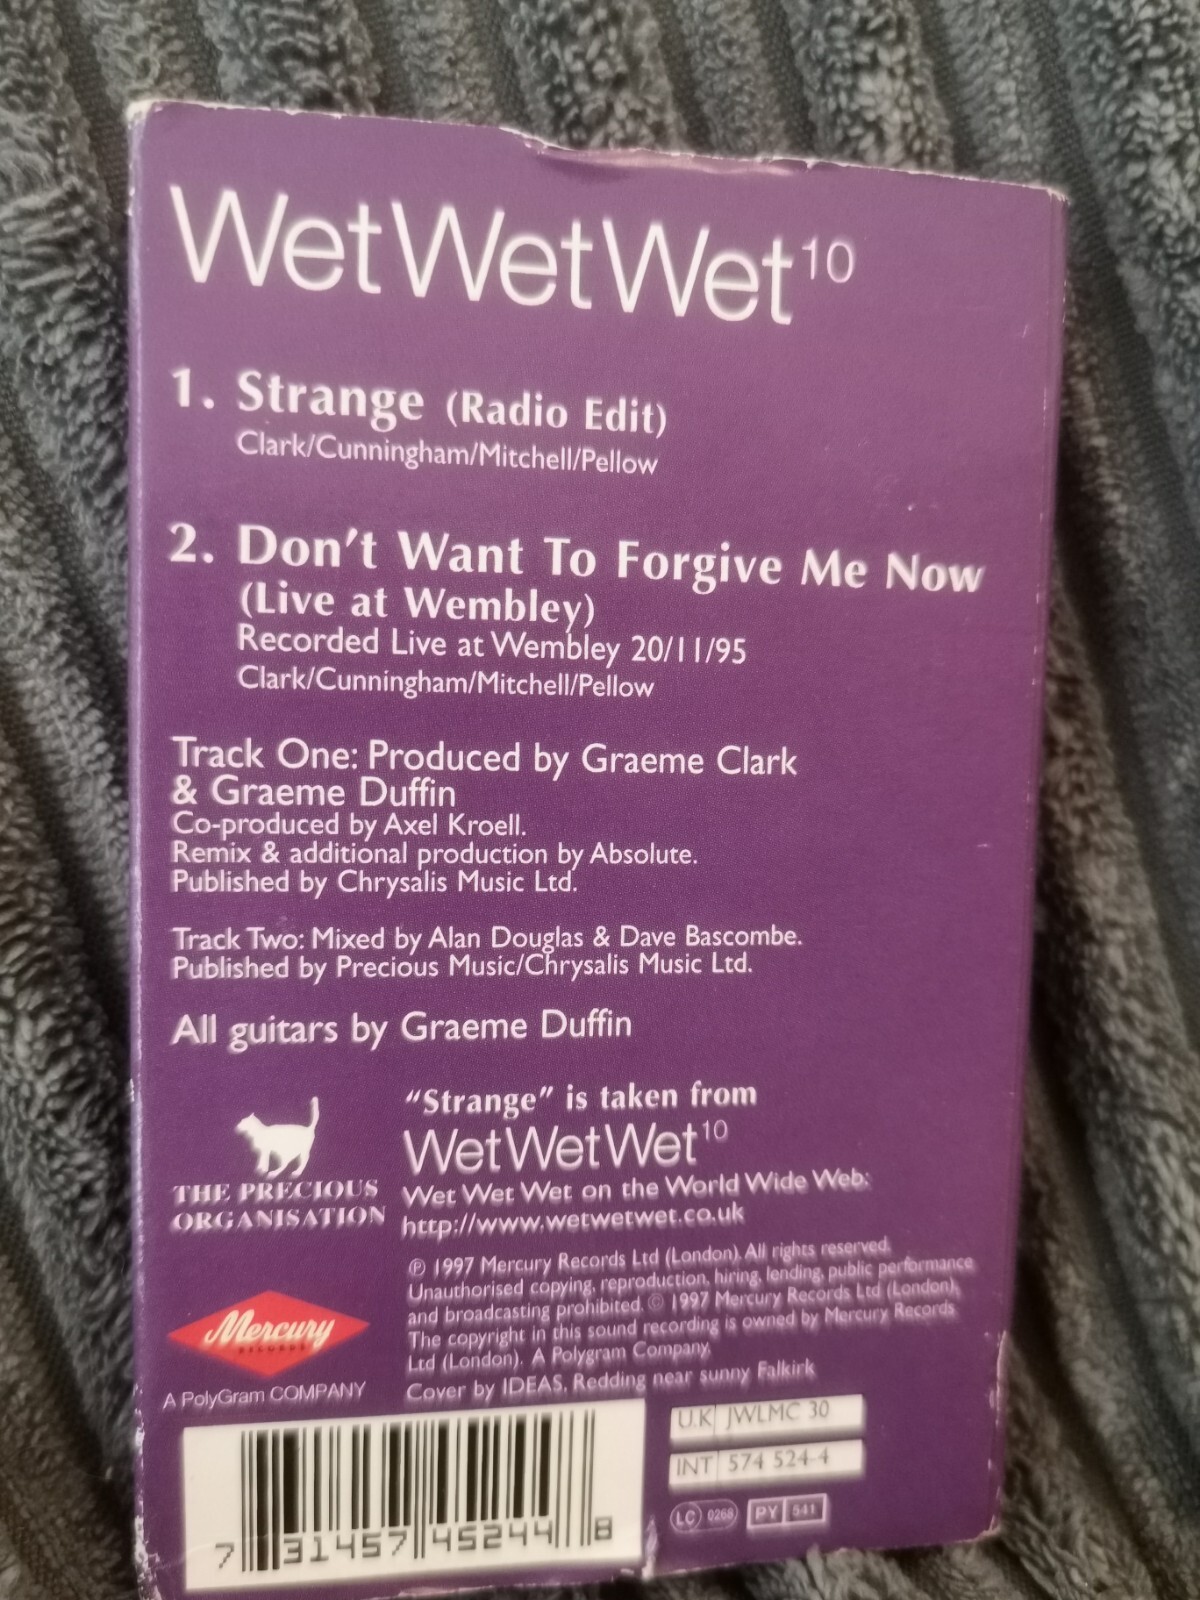 WetWetWet10
1. Strange (Radio Edit)
Clark/Cunningham/Mitchell/Pellow
2. Don't Want To Forgive Me Now
(Live at Wembley)
Recorded Live at Wembley 20/11/95
Clark/Cunningham/Mitchell/Pellow
Track One: Produced by Graeme Clark
& Graeme Duffin
Co-produced by Axel Kroell.
Remix & additional production by Absolute.
Published by Chrysalis Music Ltd.
Track Two: Mixed by Alan Douglas & Dave Bascombe.
Published by Precious Music/Chrysalis Music Ltd.
All guitars by Graeme Duffin
THE PRECIOUS
ORGANISATION
"Strange" is taken from
WetWetWet10
Wet Wet Wet on the World Wide Web:
http://www.wetwetwet.co.uk
℗ 1997 Mercury Records Ltd (London). All rights reserved.
Unauthorised copying, reproduction, hiring, lending, public performance
and broadcasting prohibited. © 1997 Mercury Records Ltd (London),
The copyright in this sound recording is owned by Mercury Records
Ltd (London). A Polygram Company.
Cover by IDEAS, Redding near sunny Falkirk
Mercury
RECORDS
A PolyGram COMPANY
U.K JWLMC 30
INT 574 524-4
LC 0268 PY 541
7 31457 45244 8